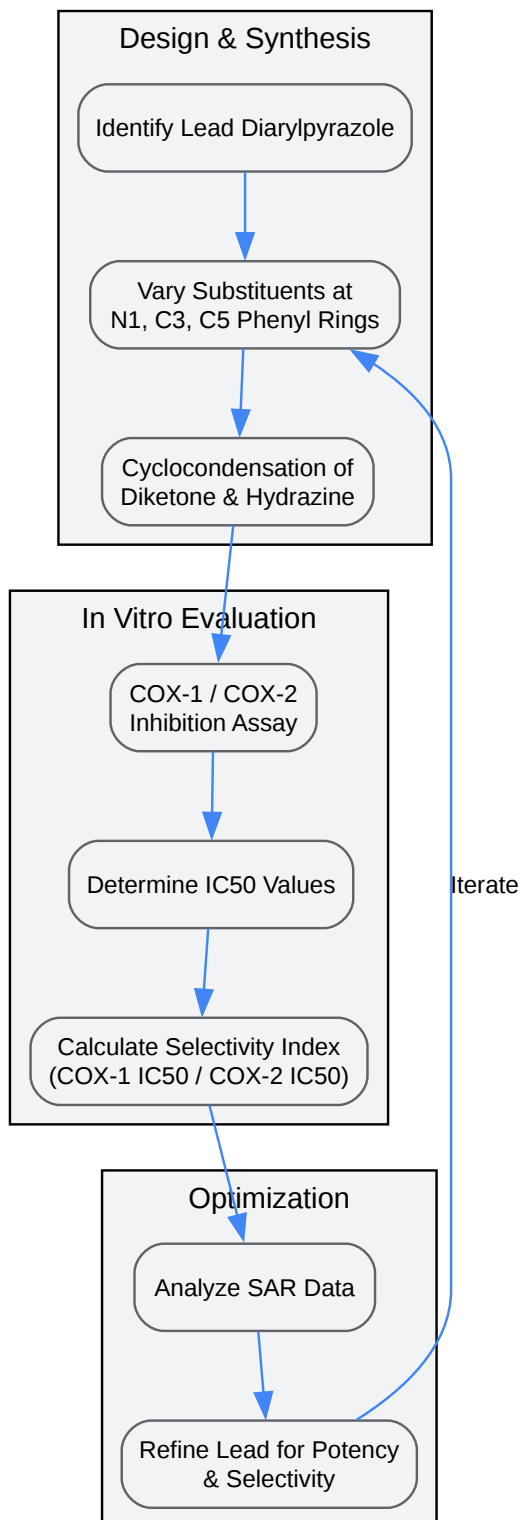 Design & Synthesis
Identify Lead Diarylpyrazole
Vary Substituents at
N1, C3, C5 Phenyl Rings
Cyclocondensation of
Diketone & Hydrazine
In Vitro Evaluation
COX-1 / COX-2
Inhibition Assay
Determine IC50 Values
Iterate
Calculate Selectivity Index
(COX-1 IC50 / COX-2 IC50)
Optimization
Analyze SAR Data
Refine Lead for Potency
& Selectivity